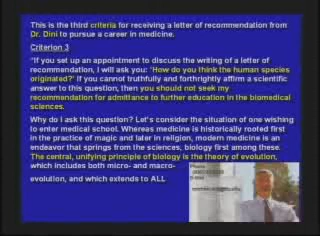 This is the third criteria for receiving a letter of recommendation from
Dr. Dini to pursue a career in medicine.
Criterion 3
"If you set up an appointment to discuss the writing of a letter of
recommendation, I will ask you: 'How do you think the human species
originated?' If you cannot truthfully and forthrightly affirm a scientific
answer to this question, then you should not seek my
recommendation for admittance to further education in the biomedical
sciences.
Why do I ask this question? Let's consider the situation of one wishing
to enter medical school. Whereas medicine is historically rooted first
in the practice of magic and later in religion, modern medicine is an
endeavor that springs from the sciences, biology first among these.
The central, unifying principle of biology is the theory of evolution,
which includes both micro- and macro-
evolution, and which extends to ALL
Phone